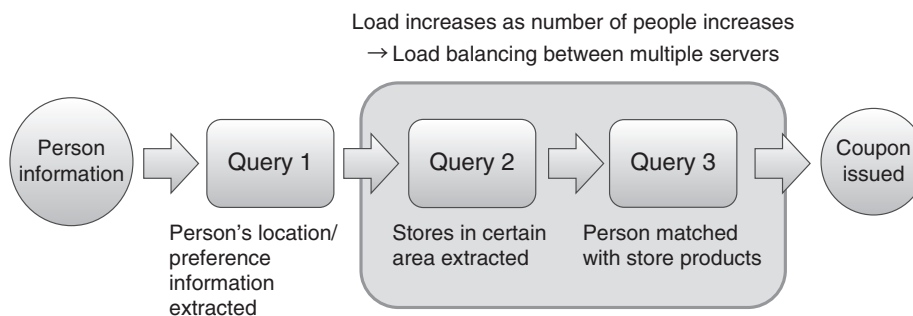 Load increases as number of people increases
→ Load balancing between multiple servers
Person
information
Query 1
Query 2
Query 3
Coupon
issued
Person's location/
preference
information
extracted
Stores in certain
area extracted
Person matched
with store products